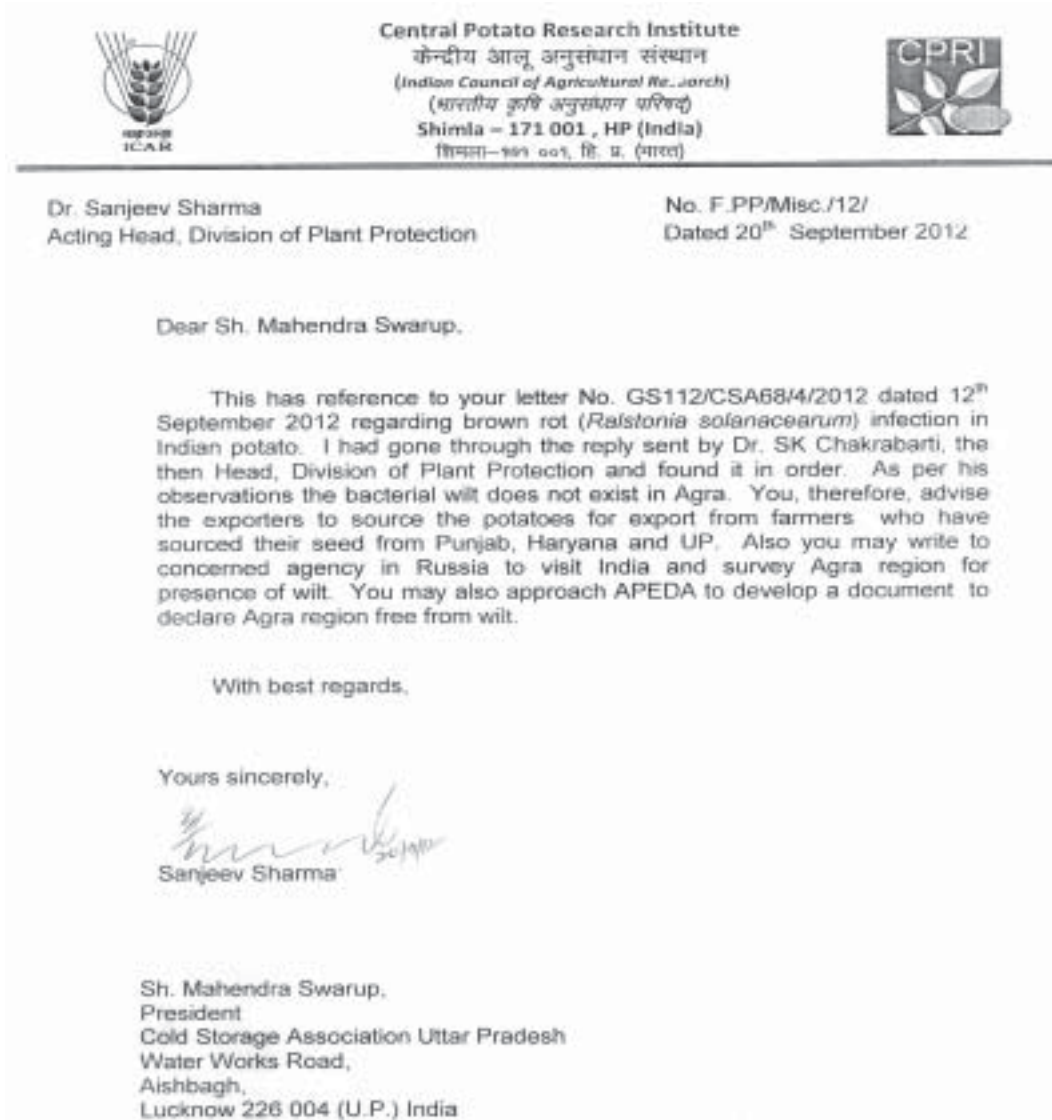 Central Potato Research Institute
केन्द्रीय आलू अनुसंधान संस्थान
(Indian Council of Agricultural Re..arch)
(भारतीय कृषि अनुसंधान परिषद)
Shimla – 171 001 , HP (India)
शिमला–१७१ ००१, हि. प्र. (भारत)
ICAR
CPRI
Dr. Sanjeev Sharma
Acting Head, Division of Plant Protection
No. F.PP/Misc./12/
Dated 20th September 2012
Dear Sh. Mahendra Swarup,
This has reference to your letter No. GS112/CSA68/4/2012 dated 12th
September 2012 regarding brown rot (Ralstonia solanacearum) infection in
Indian potato. I had gone through the reply sent by Dr. SK Chakrabarti, the
then Head, Division of Plant Protection and found it in order. As per his
observations the bacterial wilt does not exist in Agra. You, therefore, advise
the exporters to source the potatoes for export from farmers who have
sourced their seed from Punjab, Haryana and UP. Also you may write to
concerned agency in Russia to visit India and survey Agra region for
presence of wilt. You may also approach APEDA to develop a document to
declare Agra region free from wilt.
With best regards,
Yours sincerely,
20/9/12
Sanjeev Sharma
Sh. Mahendra Swarup,
President
Cold Storage Association Uttar Pradesh
Water Works Road,
Aishbagh,
Lucknow 226 004 (U.P.) India